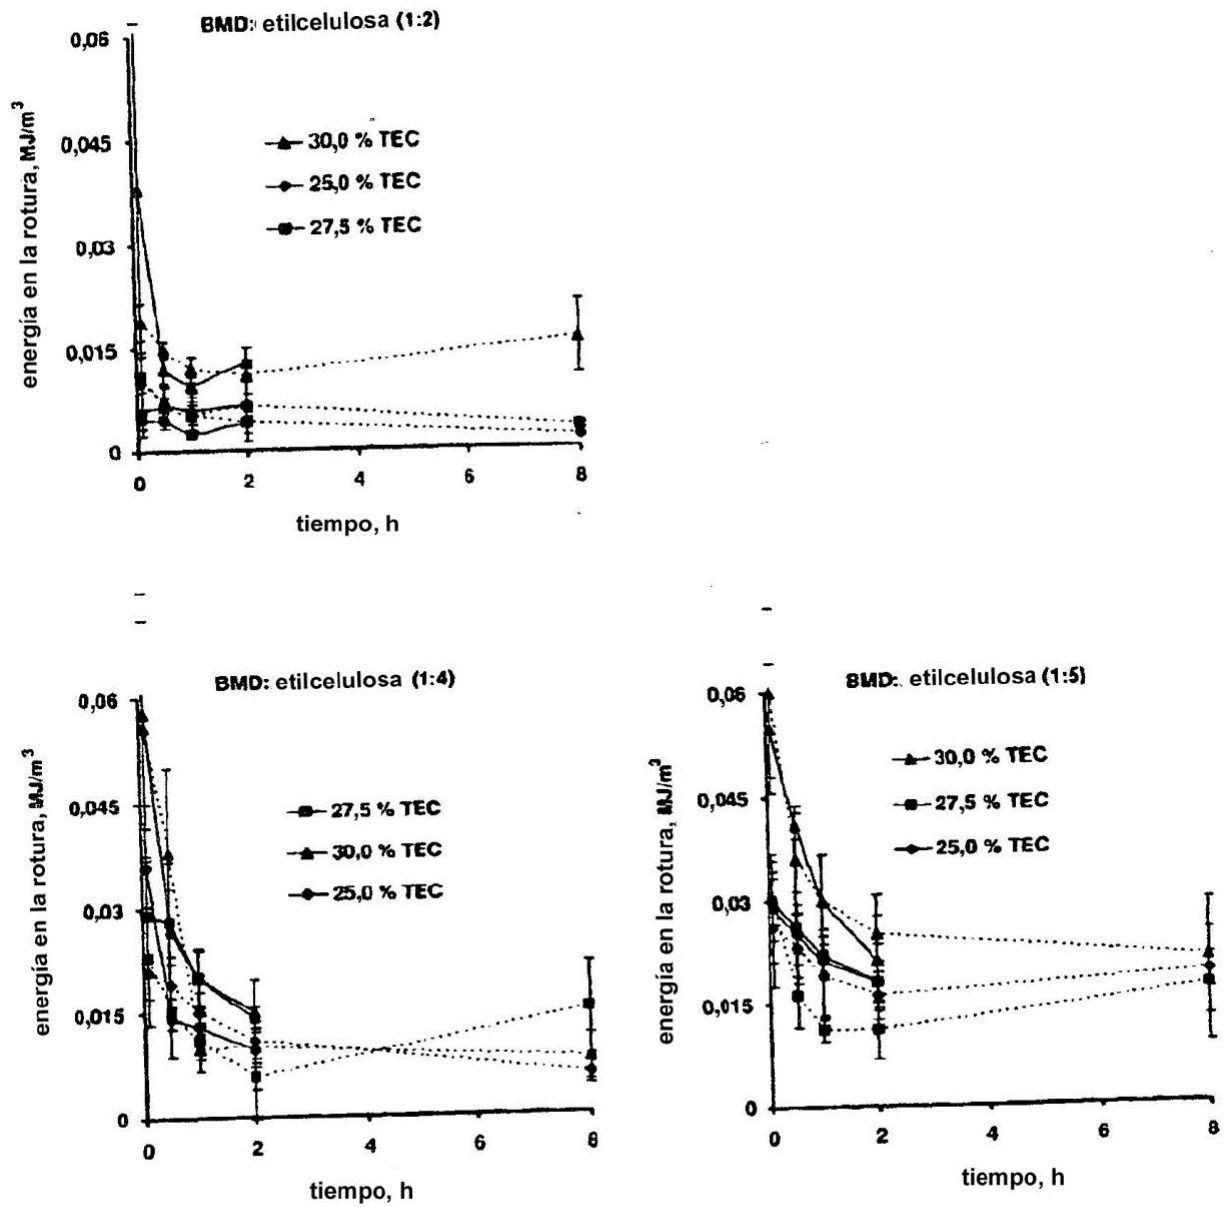 BMD: etilcelulosa (1:2)
energía en la rotura, MJ/m³
0,06
0,045
0,03
0,015
0
30,0 % TEC
25,0 % TEC
27,5 % TEC
0 2 4 6 8
tiempo, h
BMD: etilcelulosa (1:4)
energía en la rotura, MJ/m³
0,06
0,045
0,03
0,015
0
27,5 % TEC
30,0 % TEC
25,0 % TEC
0 2 4 6 8
tiempo, h
BMD: etilcelulosa (1:5)
energía en la rotura, MJ/m³
0,06
0,045
0,03
0,015
0
30,0 % TEC
27,5 % TEC
25,0 % TEC
0 2 4 6 8
tiempo, h